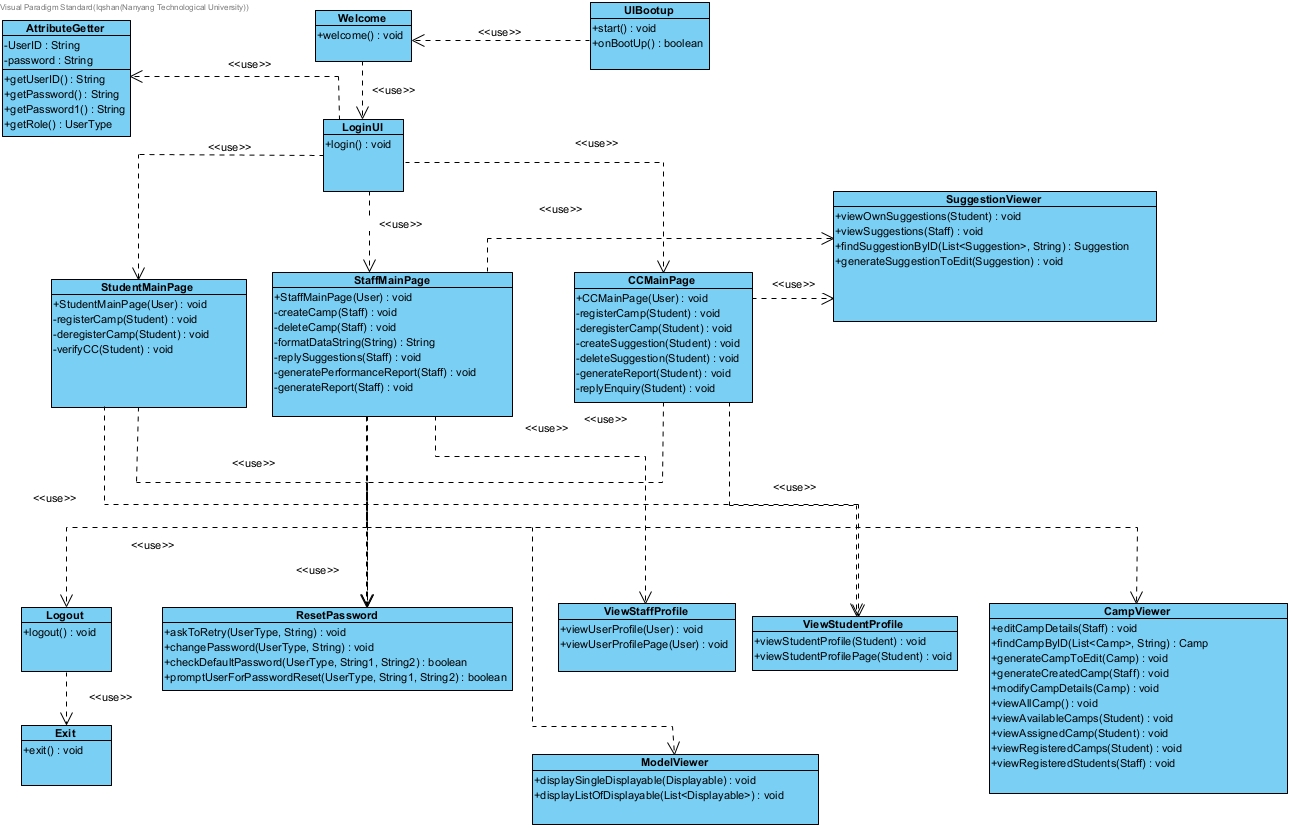 Visual Paradigm Standard(Iqshan(Nanyang Technological University))
AttributeGetter
-UserID : String
-password : String
+getUserID() : String
+getPassword() : String
+getPassword1() : String
+getRole() : UserType
Welcome
+welcome() : void
UIBootup
+start() : void
+onBootUp() : boolean
<<use>>
<<use>>
<<use>>
LoginUI
+login() : void
<<use>>
<<use>>
<<use>>
<<use>>
SuggestionViewer
+viewOwnSuggestions(Student) : void
+viewSuggestions(Staff) : void
+findSuggestionByID(List<Suggestion>, String) : Suggestion
+generateSuggestionToEdit(Suggestion) : void
StudentMainPage
+StudentMainPage(User) : void
-registerCamp(Student) : void
-deregisterCamp(Student) : void
-verifyCC(Student) : void
StaffMainPage
+StaffMainPage(User) : void
-createCamp(Staff) : void
-deleteCamp(Staff) : void
-formatDataString(String) : String
-replySuggestions(Staff) : void
-generatePerformanceReport(Staff) : void
-generateReport(Staff) : void
CCMainPage
+CCMainPage(User) : void
-registerCamp(Student) : void
-deregisterCamp(Student) : void
-createSuggestion(Student) : void
-deleteSuggestion(Student) : void
-generateReport(Student) : void
-replyEnquiry(Student) : void
<<use>>
<<use>>
<<use>>
<<use>>
<<use>>
<<use>>
<<use>>
<<use>>
Logout
+logout() : void
ResetPassword
+askToRetry(UserType, String) : void
+changePassword(UserType, String) : void
+checkDefaultPassword(UserType, String1, String2) : boolean
+promptUserForPasswordReset(UserType, String1, String2) : boolean
ViewStaffProfile
+viewUserProfile(User) : void
+viewUserProfilePage(User) : void
ViewStudentProfile
+viewStudentProfile(Student) : void
+viewStudentProfilePage(Student) : void
CampViewer
+editCampDetails(Staff) : void
+findCampByID(List<Camp>, String) : Camp
+generateCampToEdit(Camp) : void
+generateCreatedCamp(Staff) : void
+modifyCampDetails(Camp) : void
+viewAllCamp() : void
+viewAvailableCamps(Student) : void
+viewAssignedCamp(Student) : void
+viewRegisteredCamps(Student) : void
+viewRegisteredStudents(Staff) : void
<<use>>
Exit
+exit() : void
ModelViewer
+displaySingleDisplayable(Displayable) : void
+displayListOfDisplayable(List<Displayable>) : void